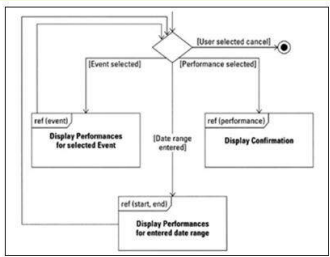 [User selected cancel]
[Event selected]
[Performance selected]
ref (event)
Display Performances
for selected Event
[Date range
entered]
ref (performance)
Display Confirmation
ref (start, end)
Display Performances
for entered date range